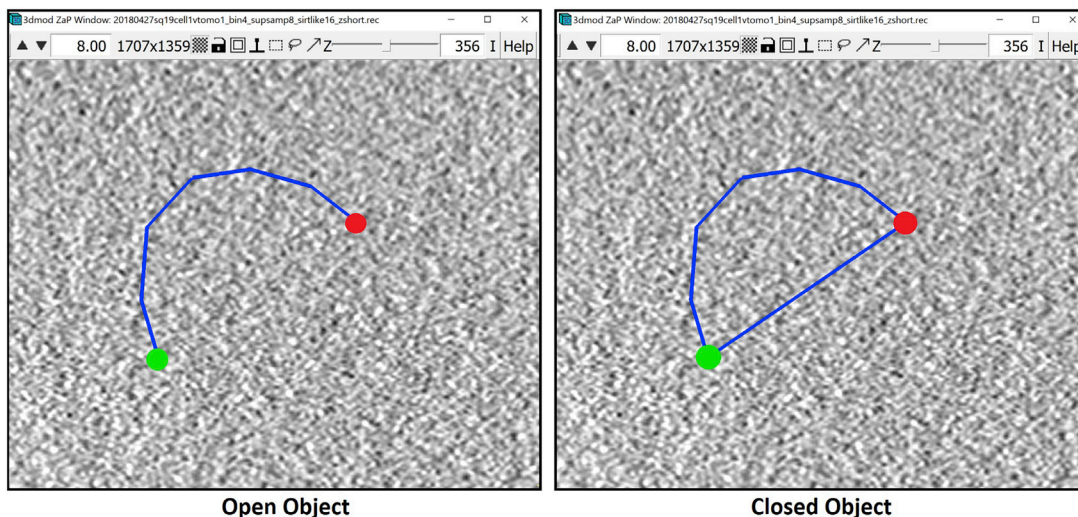 3dmod ZaP Window: 20180427sq19cell1vtomo1_bin4_supsamp8_sirtlike16_zshort.rec
8.00 1707x1359 Z 356 I Help
Open Object
3dmod ZaP Window: 20180427sq19cell1vtomo1_bin4_supsamp8_sirtlike16_zshort.rec
8.00 1707x1359 Z 356 I Help
Closed Object